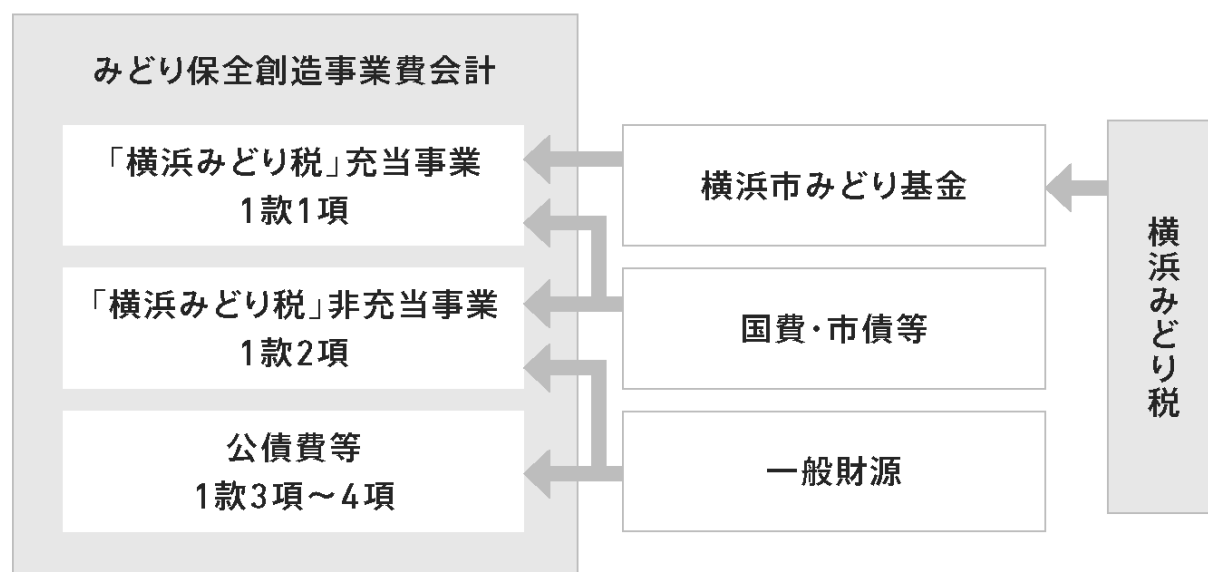 みどり保全創造事業費会計
「横浜みどり税」充当事業
1款1項
「横浜みどり税」非充当事業
1款2項
公債費等
1款3項～4項
横浜市みどり基金
国費・市債等
一般財源
横浜みどり税